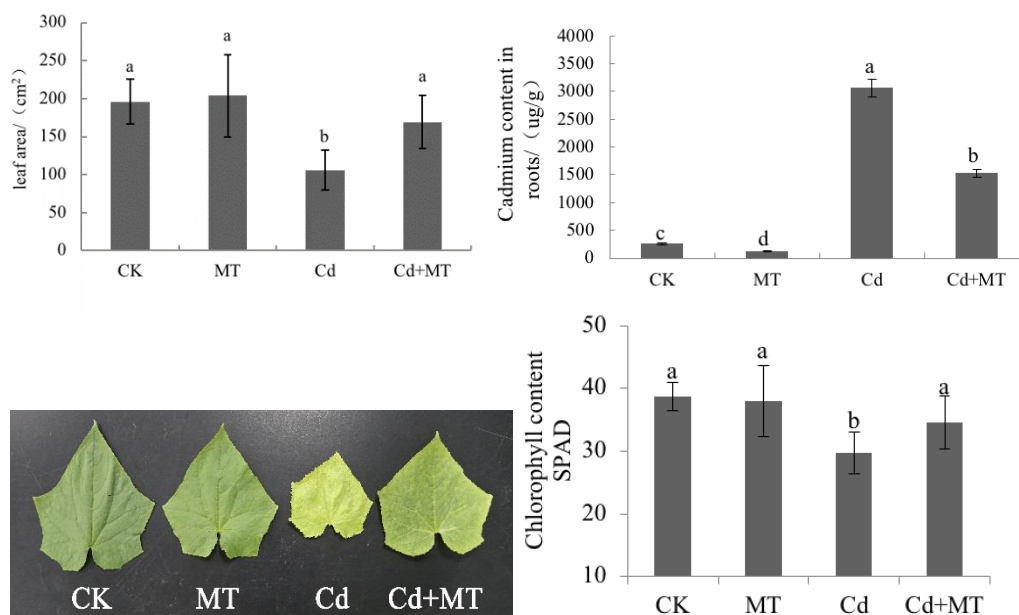 leaf area/（cm²）
300
250
200
150
100
50
0
a
a
b
a
CK
MT
Cd
Cd+MT
Cadmium content in
roots/（ug/g）
4000
3500
3000
2500
2000
1500
1000
500
0
c
d
a
b
CK
MT
Cd
Cd+MT
CK
MT
Cd
Cd+MT
Chlorophyll content
SPAD
50
40
30
20
10
a
a
b
a
CK
MT
Cd
Cd+MT